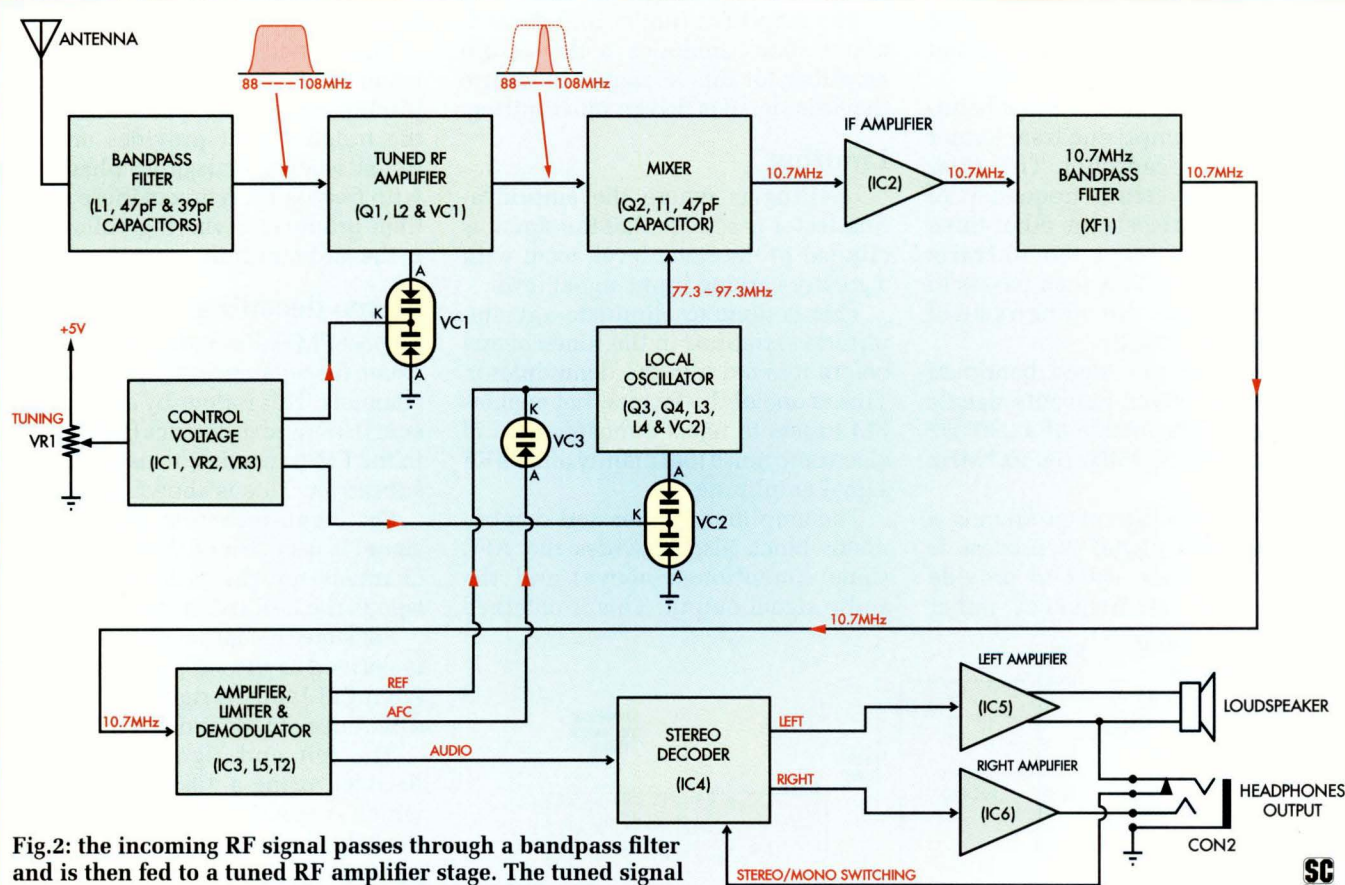 ANTENNA
88 – – – 108MHz
88 – – – 108MHz
BANDPASS
FILTER
(L1, 47pF & 39pF
CAPACITORS)
TUNED RF
AMPLIFIER
(Q1, L2 & VC1)
MIXER
(Q2, T1, 47pF
CAPACITOR)
10.7MHz
IF AMPLIFIER
(IC2)
10.7MHz
10.7MHz
BANDPASS
FILTER
(XF1)
10.7MHz
A
K
VC1
A
77.3 – 97.3MHz
+5V
TUNING
VR1
CONTROL
VOLTAGE
(IC1, VR2, VR3)
K
VC3
A
LOCAL
OSCILLATOR
(Q3, Q4, L3,
L4 & VC2)
A
K
VC2
A
10.7MHz
10.7MHz
AMPLIFIER,
LIMITER &
DEMODULATOR
(IC3, L5,T2)
REF
AFC
AUDIO
STEREO
DECODER
(IC4)
LEFT
RIGHT
LEFT AMPLIFIER
(IC5)
LOUDSPEAKER
RIGHT AMPLIFIER
(IC6)
HEADPHONES
OUTPUT
CON2
STEREO/MONO SWITCHING
SC
Fig.2: the incoming RF signal passes through a bandpass filter
and is then fed to a tuned RF amplifier stage. The tuned signal